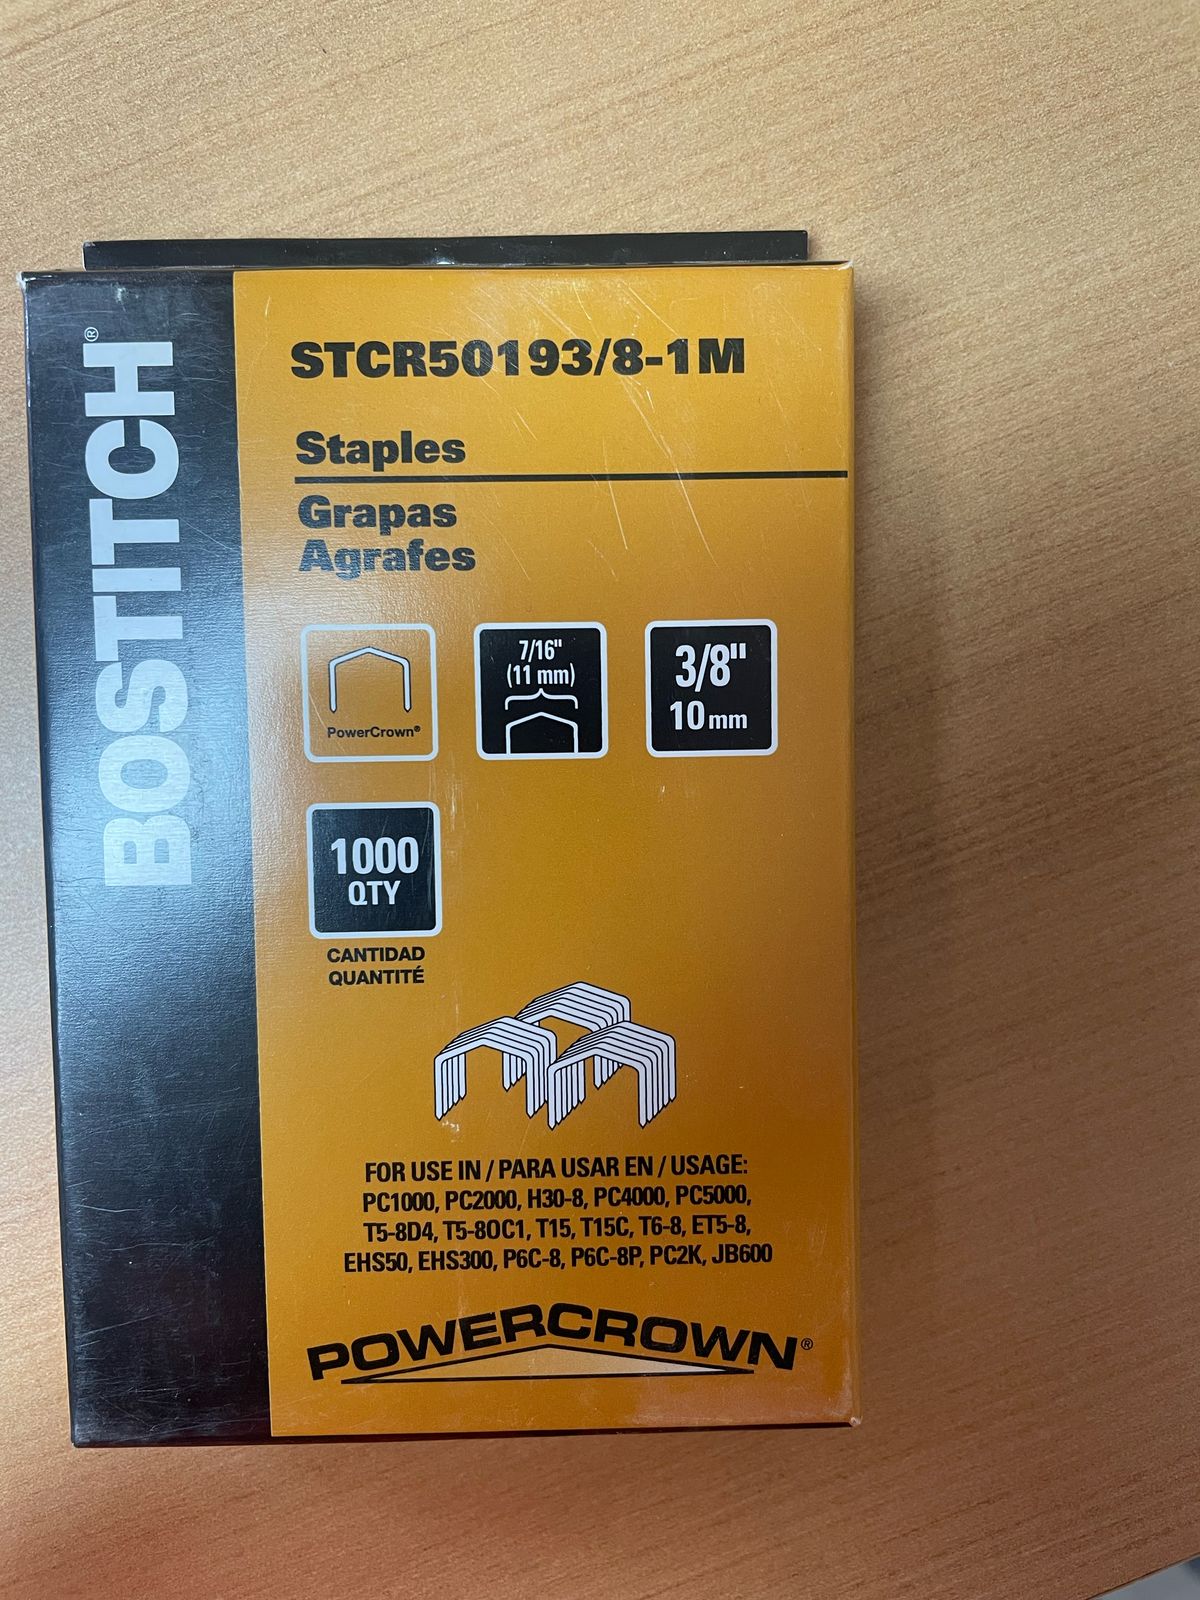 BOSTITCH®
STCR50193/8-1M
Staples
Grapas
Agrafes
PowerCrown®
7/16"
(11 mm)
3/8"
10 mm
1000
QTY
CANTIDAD
QUANTITÉ
FOR USE IN / PARA USAR EN / USAGE:
PC1000, PC2000, H30-8, PC4000, PC5000,
T5-8D4, T5-8OC1, T15, T15C, T6-8, ET5-8,
EHS50, EHS300, P6C-8, P6C-8P, PC2K, JB600
POWERCROWN®